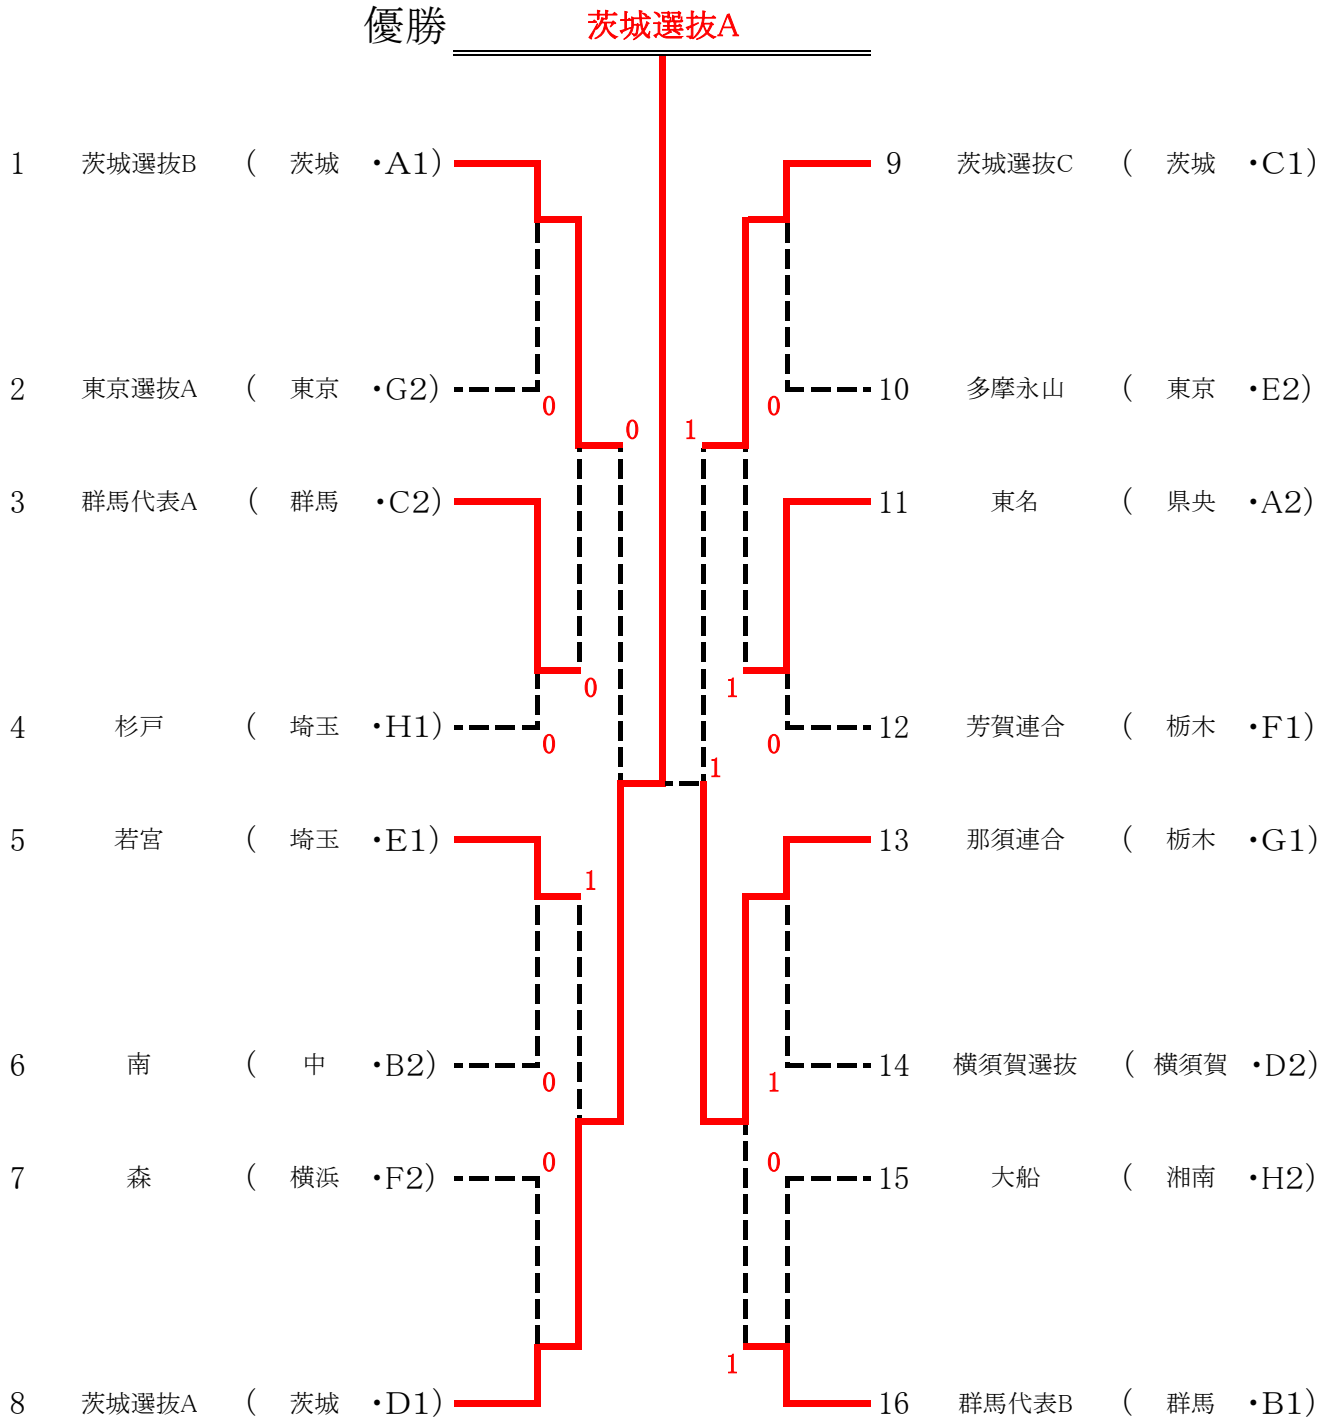 優勝 茨城選抜A
1 茨城選抜B ( 茨城 ・A1) 9 茨城選抜C ( 茨城 ・C1)
2 東京選抜A ( 東京 ・G2) 10 多摩永山 ( 東京 ・E2)
0 0
0 1
3 群馬代表A ( 群馬 ・C2) 11 東名 ( 県央 ・A2)
0 1
4 杉戸 ( 埼玉 ・H1) 12 芳賀連合 ( 栃木 ・F1)
0 0
1
5 若宮 ( 埼玉 ・E1) 13 那須連合 ( 栃木 ・G1)
1
6 南 ( 中 ・B2) 14 横須賀選抜 ( 横須賀 ・D2)
0 1
0 0
7 森 ( 横浜 ・F2) 15 大船 ( 湘南 ・H2)
1
8 茨城選抜A ( 茨城 ・D1) 16 群馬代表B ( 群馬 ・B1)